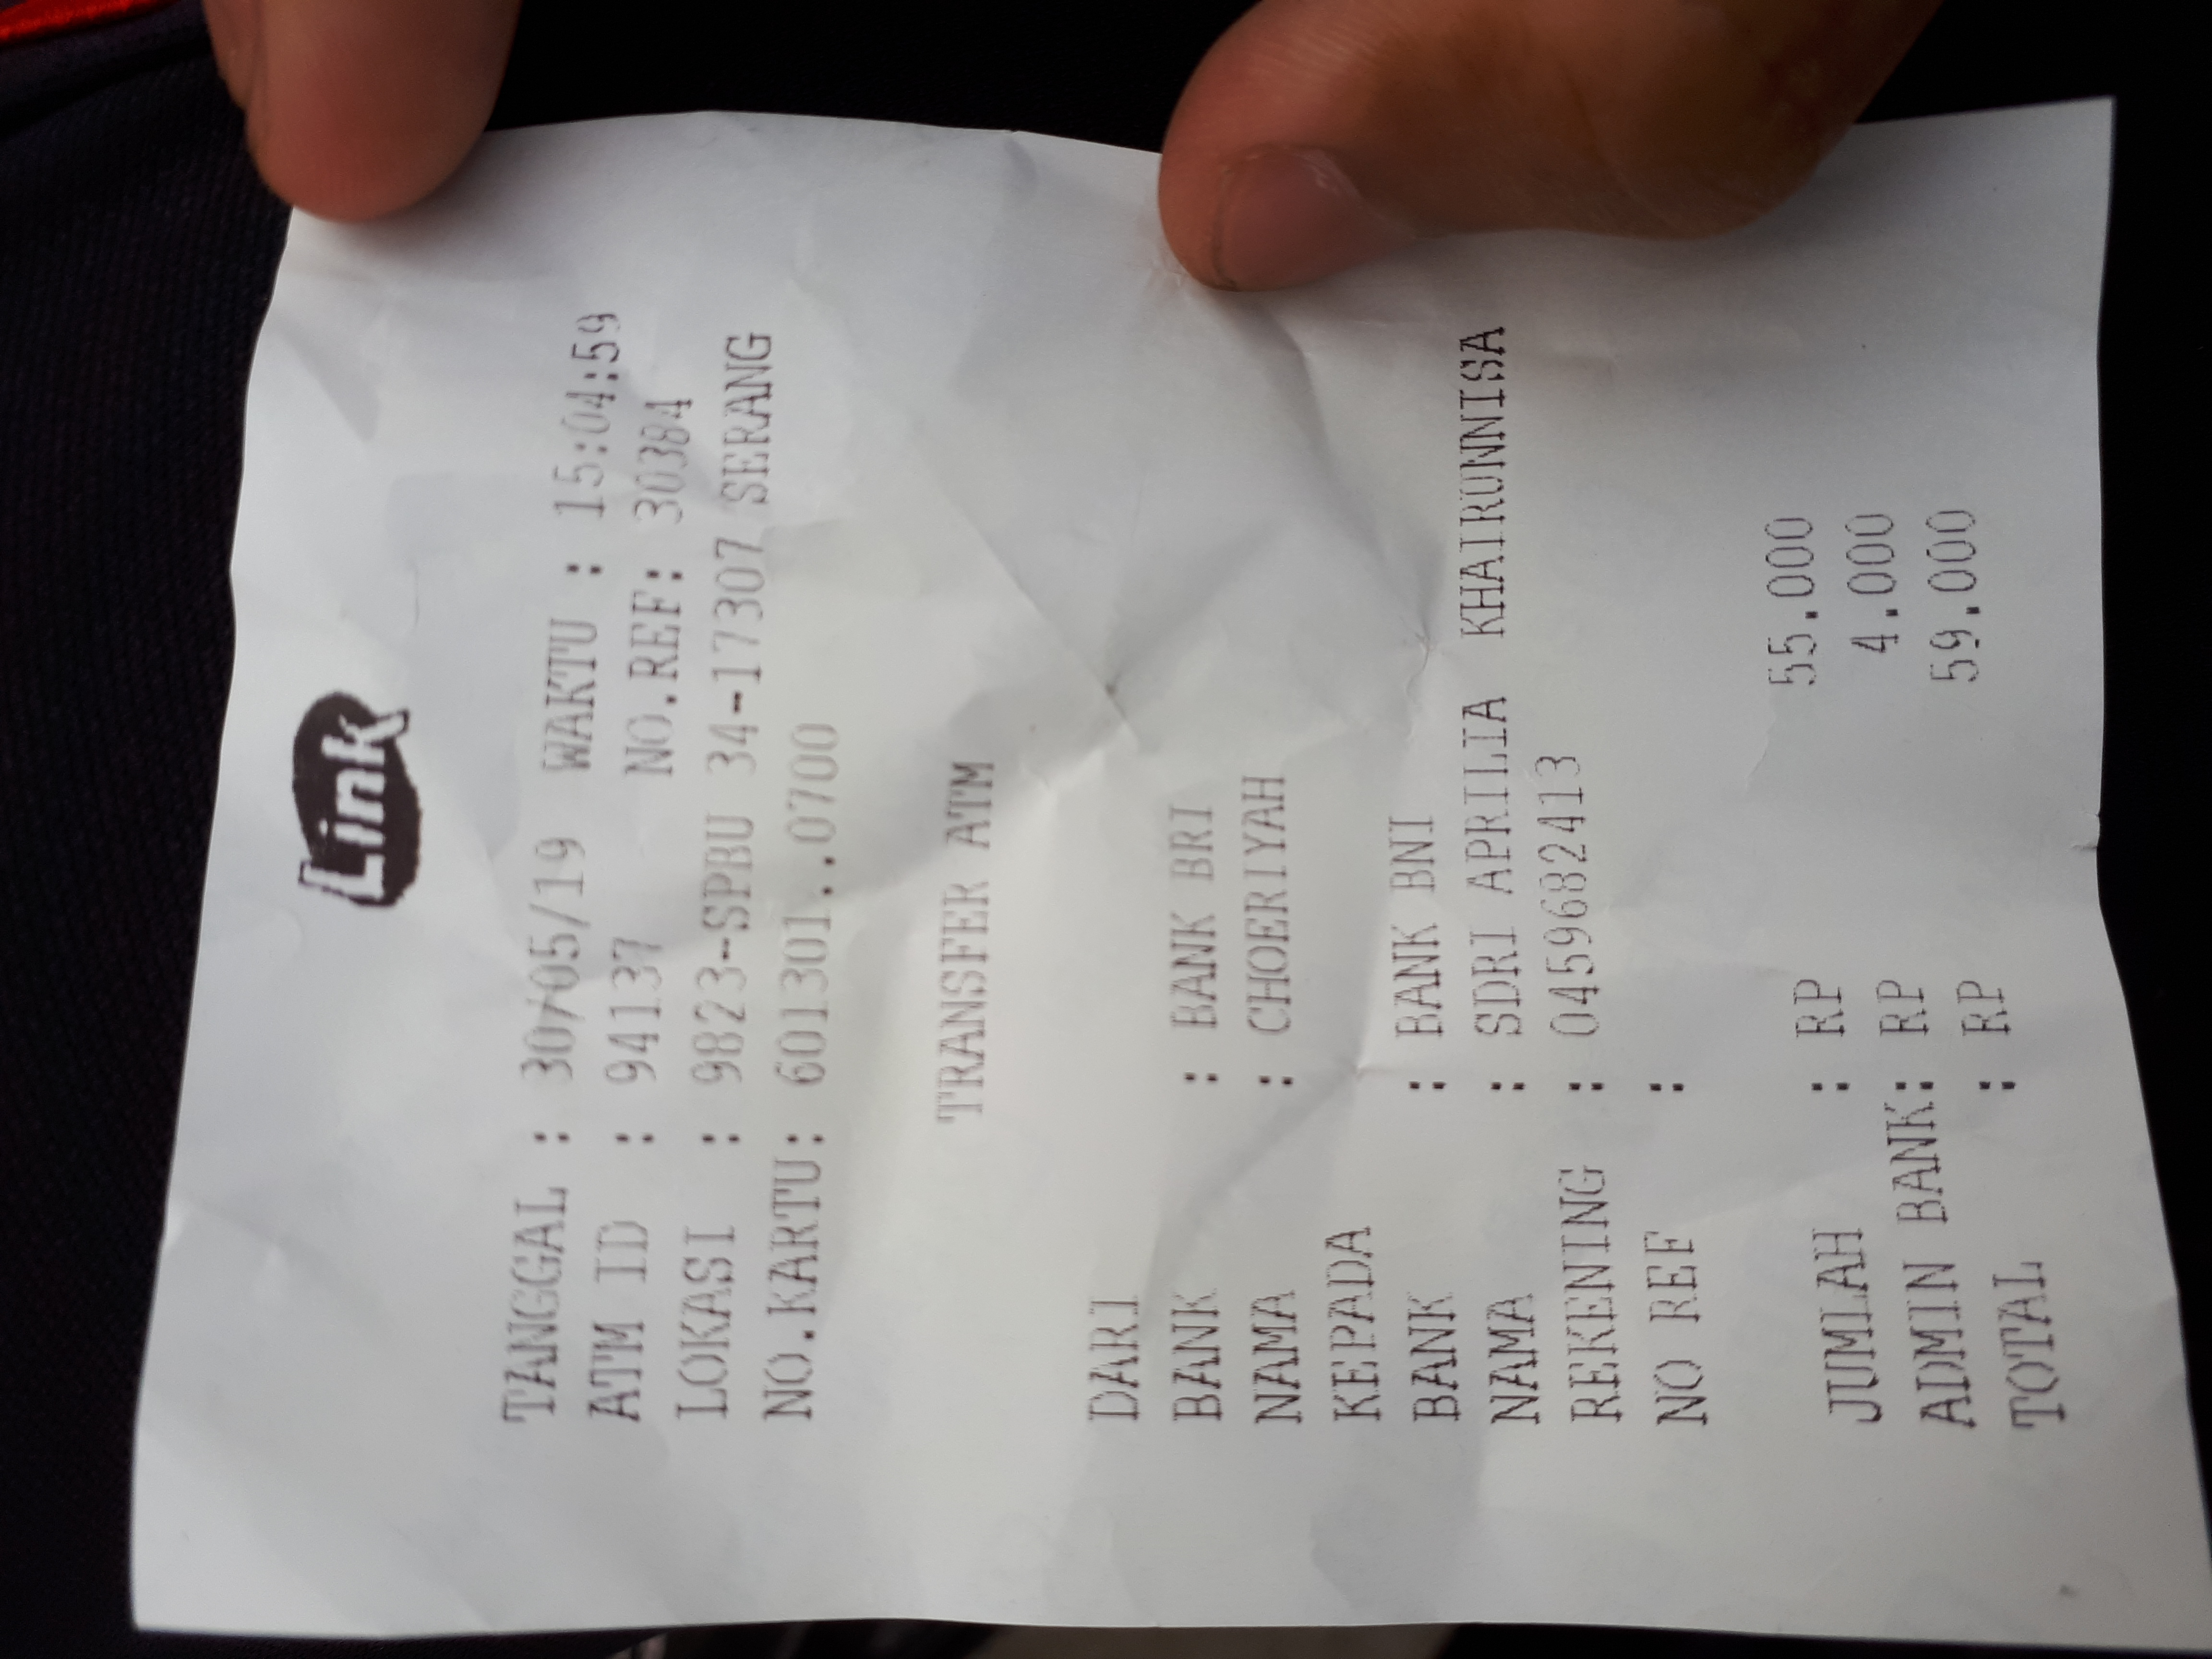 Link
TANGGAL : 30/05/19 WAKTU : 15:04:59
ATM ID : 94137 NO.REF: 30384
LOKASI : 9823-SPBU 34-17307 SERANG
NO.KARTU: 601301..0700
TRANSFER ATM
DARI
BANK : BANK BRI
NAMA : CHOERIYAH
KEPADA
BANK : BANK BNI
NAMA : SDRI APRILIA KHAIRUNNISA
REKENING : 0459682413
NO REF :
JUMLAH : RP 55.000
ADMIN BANK: RP 4.000
TOTAL : RP 59.000